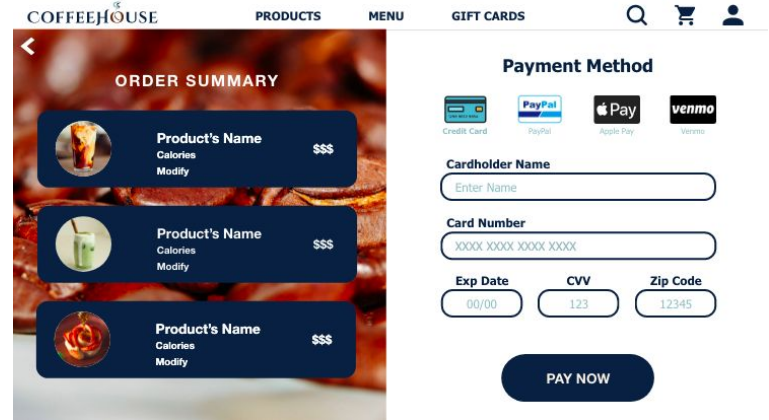 COFFEEHOUSE
PRODUCTS
MENU
GIFT CARDS
ORDER SUMMARY
Product's Name
Calories
Modify
$$$
Product's Name
Calories
Modify
$$$
Product's Name
Calories
Modify
$$$
Payment Method
PayPal
Pay
venmo
Credit Card
PayPal
Apple Pay
Venmo
Cardholder Name
Enter Name
Card Number
XXXX XXXX XXXX XXXX
Exp Date
CVV
Zip Code
00/00
123
12345
PAY NOW